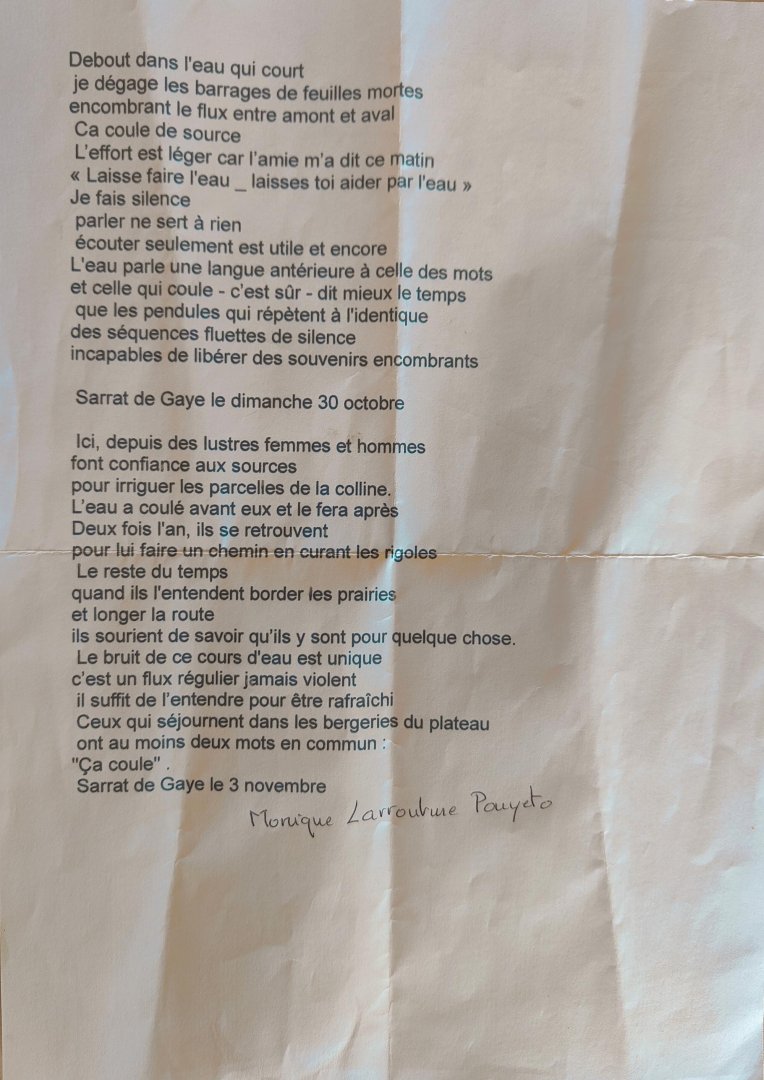 Debout dans l'eau qui court
je dégage les barrages de feuilles mortes
encombrant le flux entre amont et aval
Ca coule de source
L'effort est léger car l'amie m'a dit ce matin
« Laisse faire l'eau _ laisses toi aider par l'eau »
Je fais silence
parler ne sert à rien
écouter seulement est utile et encore
L'eau parle une langue antérieure à celle des mots
et celle qui coule - c'est sûr - dit mieux le temps
que les pendules qui répètent à l'identique
des séquences fluettes de silence
incapables de libérer des souvenirs encombrants
Sarrat de Gaye le dimanche 30 octobre
Ici, depuis des lustres femmes et hommes
font confiance aux sources
pour irriguer les parcelles de la colline.
L'eau a coulé avant eux et le fera après
Deux fois l'an, ils se retrouvent
pour lui faire un chemin en curant les rigoles
Le reste du temps
quand ils l'entendent border les prairies
et longer la route
ils sourient de savoir qu'ils y sont pour quelque chose.
Le bruit de ce cours d'eau est unique
c'est un flux régulier jamais violent
il suffit de l'entendre pour être rafraîchi
Ceux qui séjournent dans les bergeries du plateau
ont au moins deux mots en commun :
"Ça coule" .
Sarrat de Gaye le 3 novembre
Monique Pouyeto